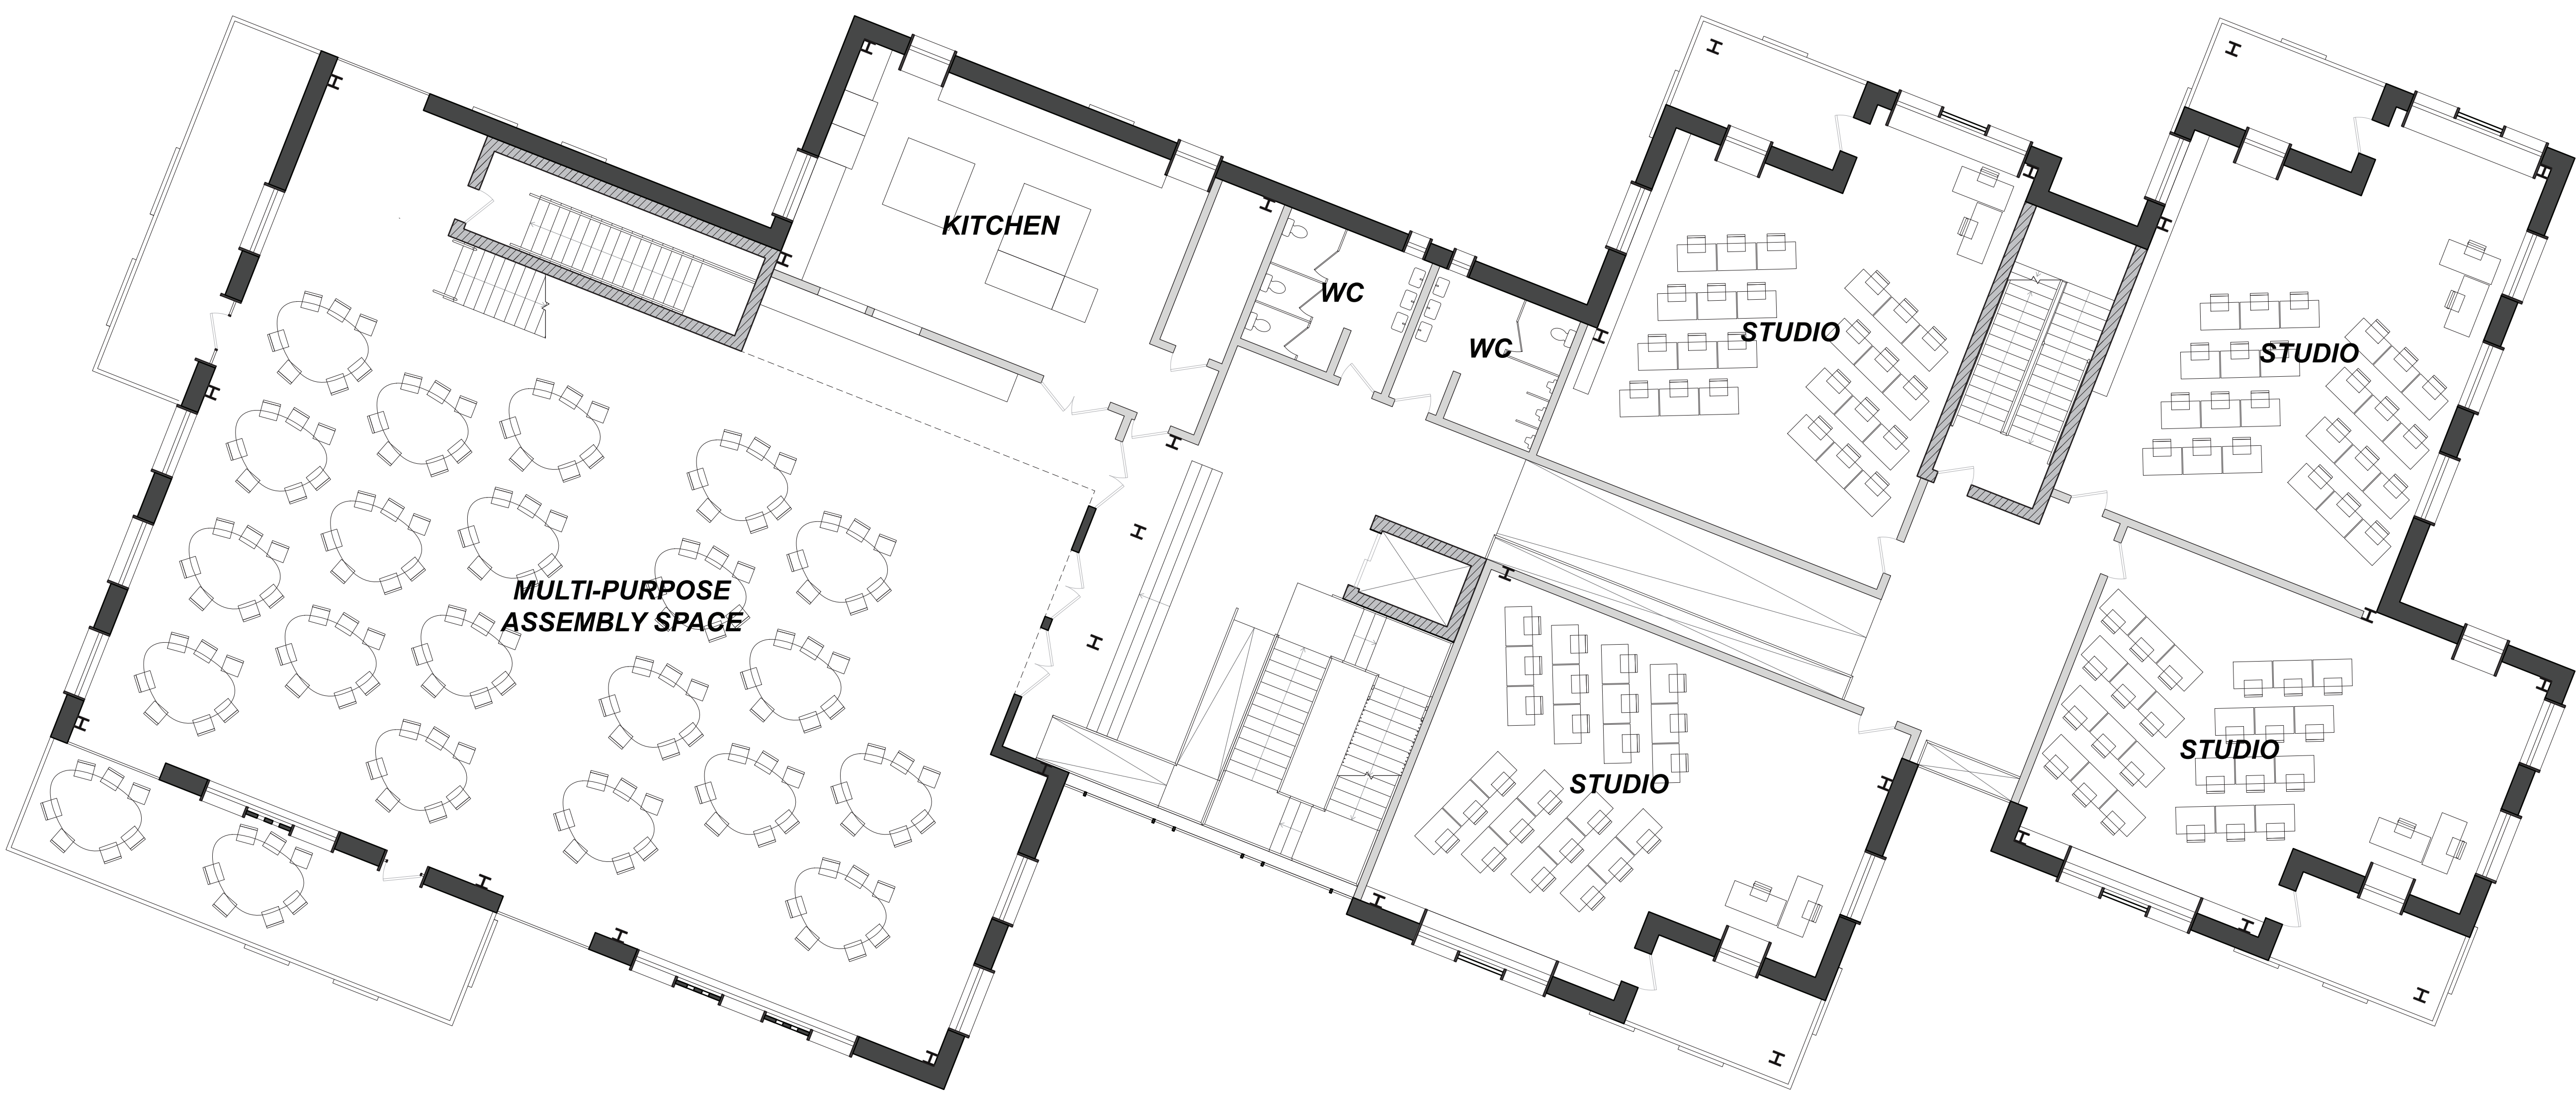 KITCHEN
WC
WC
STUDIO
STUDIO
MULTI-PURPOSE
ASSEMBLY SPACE
STUDIO
STUDIO